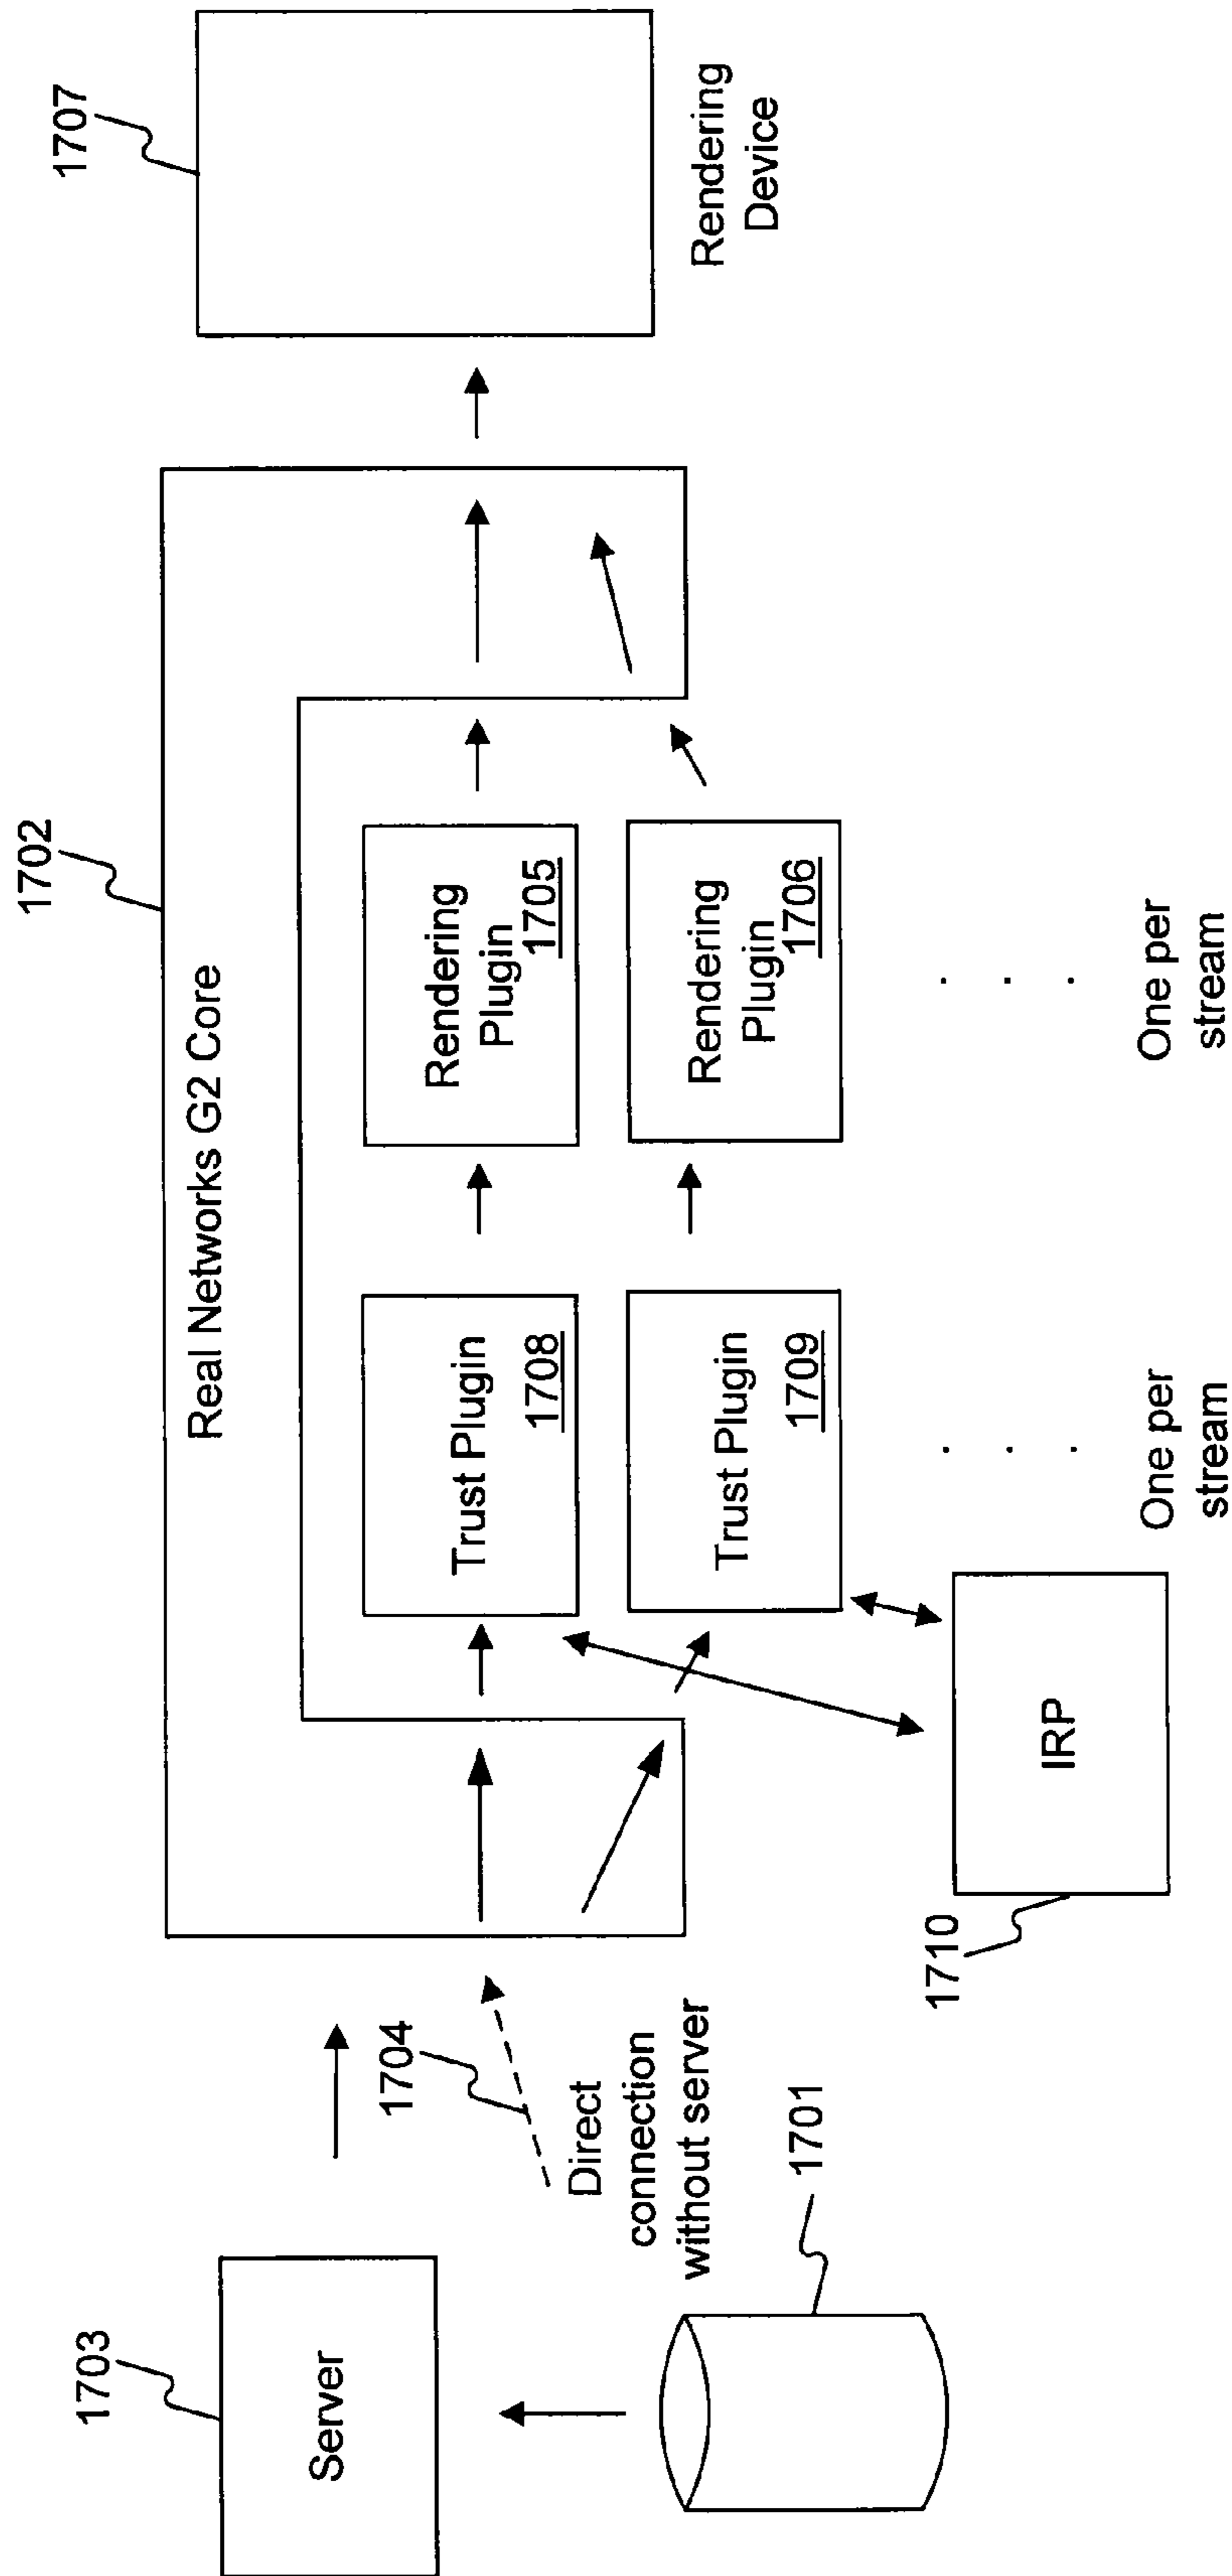 1703
Server
1704
Direct
connection
without server
1701
1702
Real Networks G2 Core
Trust Plugin
1708
Trust Plugin
1709
IRP
1710
. . .
One per
stream
Rendering
Plugin
1705
Rendering
Plugin
1706
. . .
One per
stream
1707
Rendering
Device